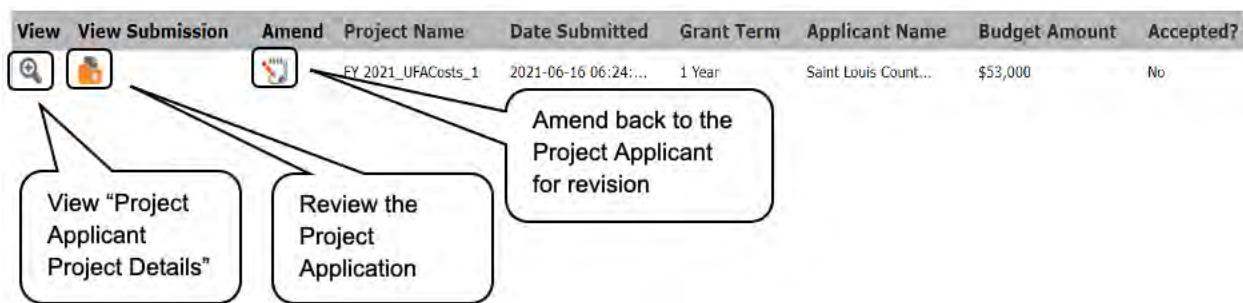 View View Submission Amend Project Name Date Submitted Grant Term Applicant Name Budget Amount Accepted?
FY 2021_UFACosts_1 2021-06-16 06:24:... 1 Year Saint Louis Count... $53,000 No
Amend back to the
Project Applicant
for revision
View “Project
Applicant
Project Details”
Review the
Project
Application